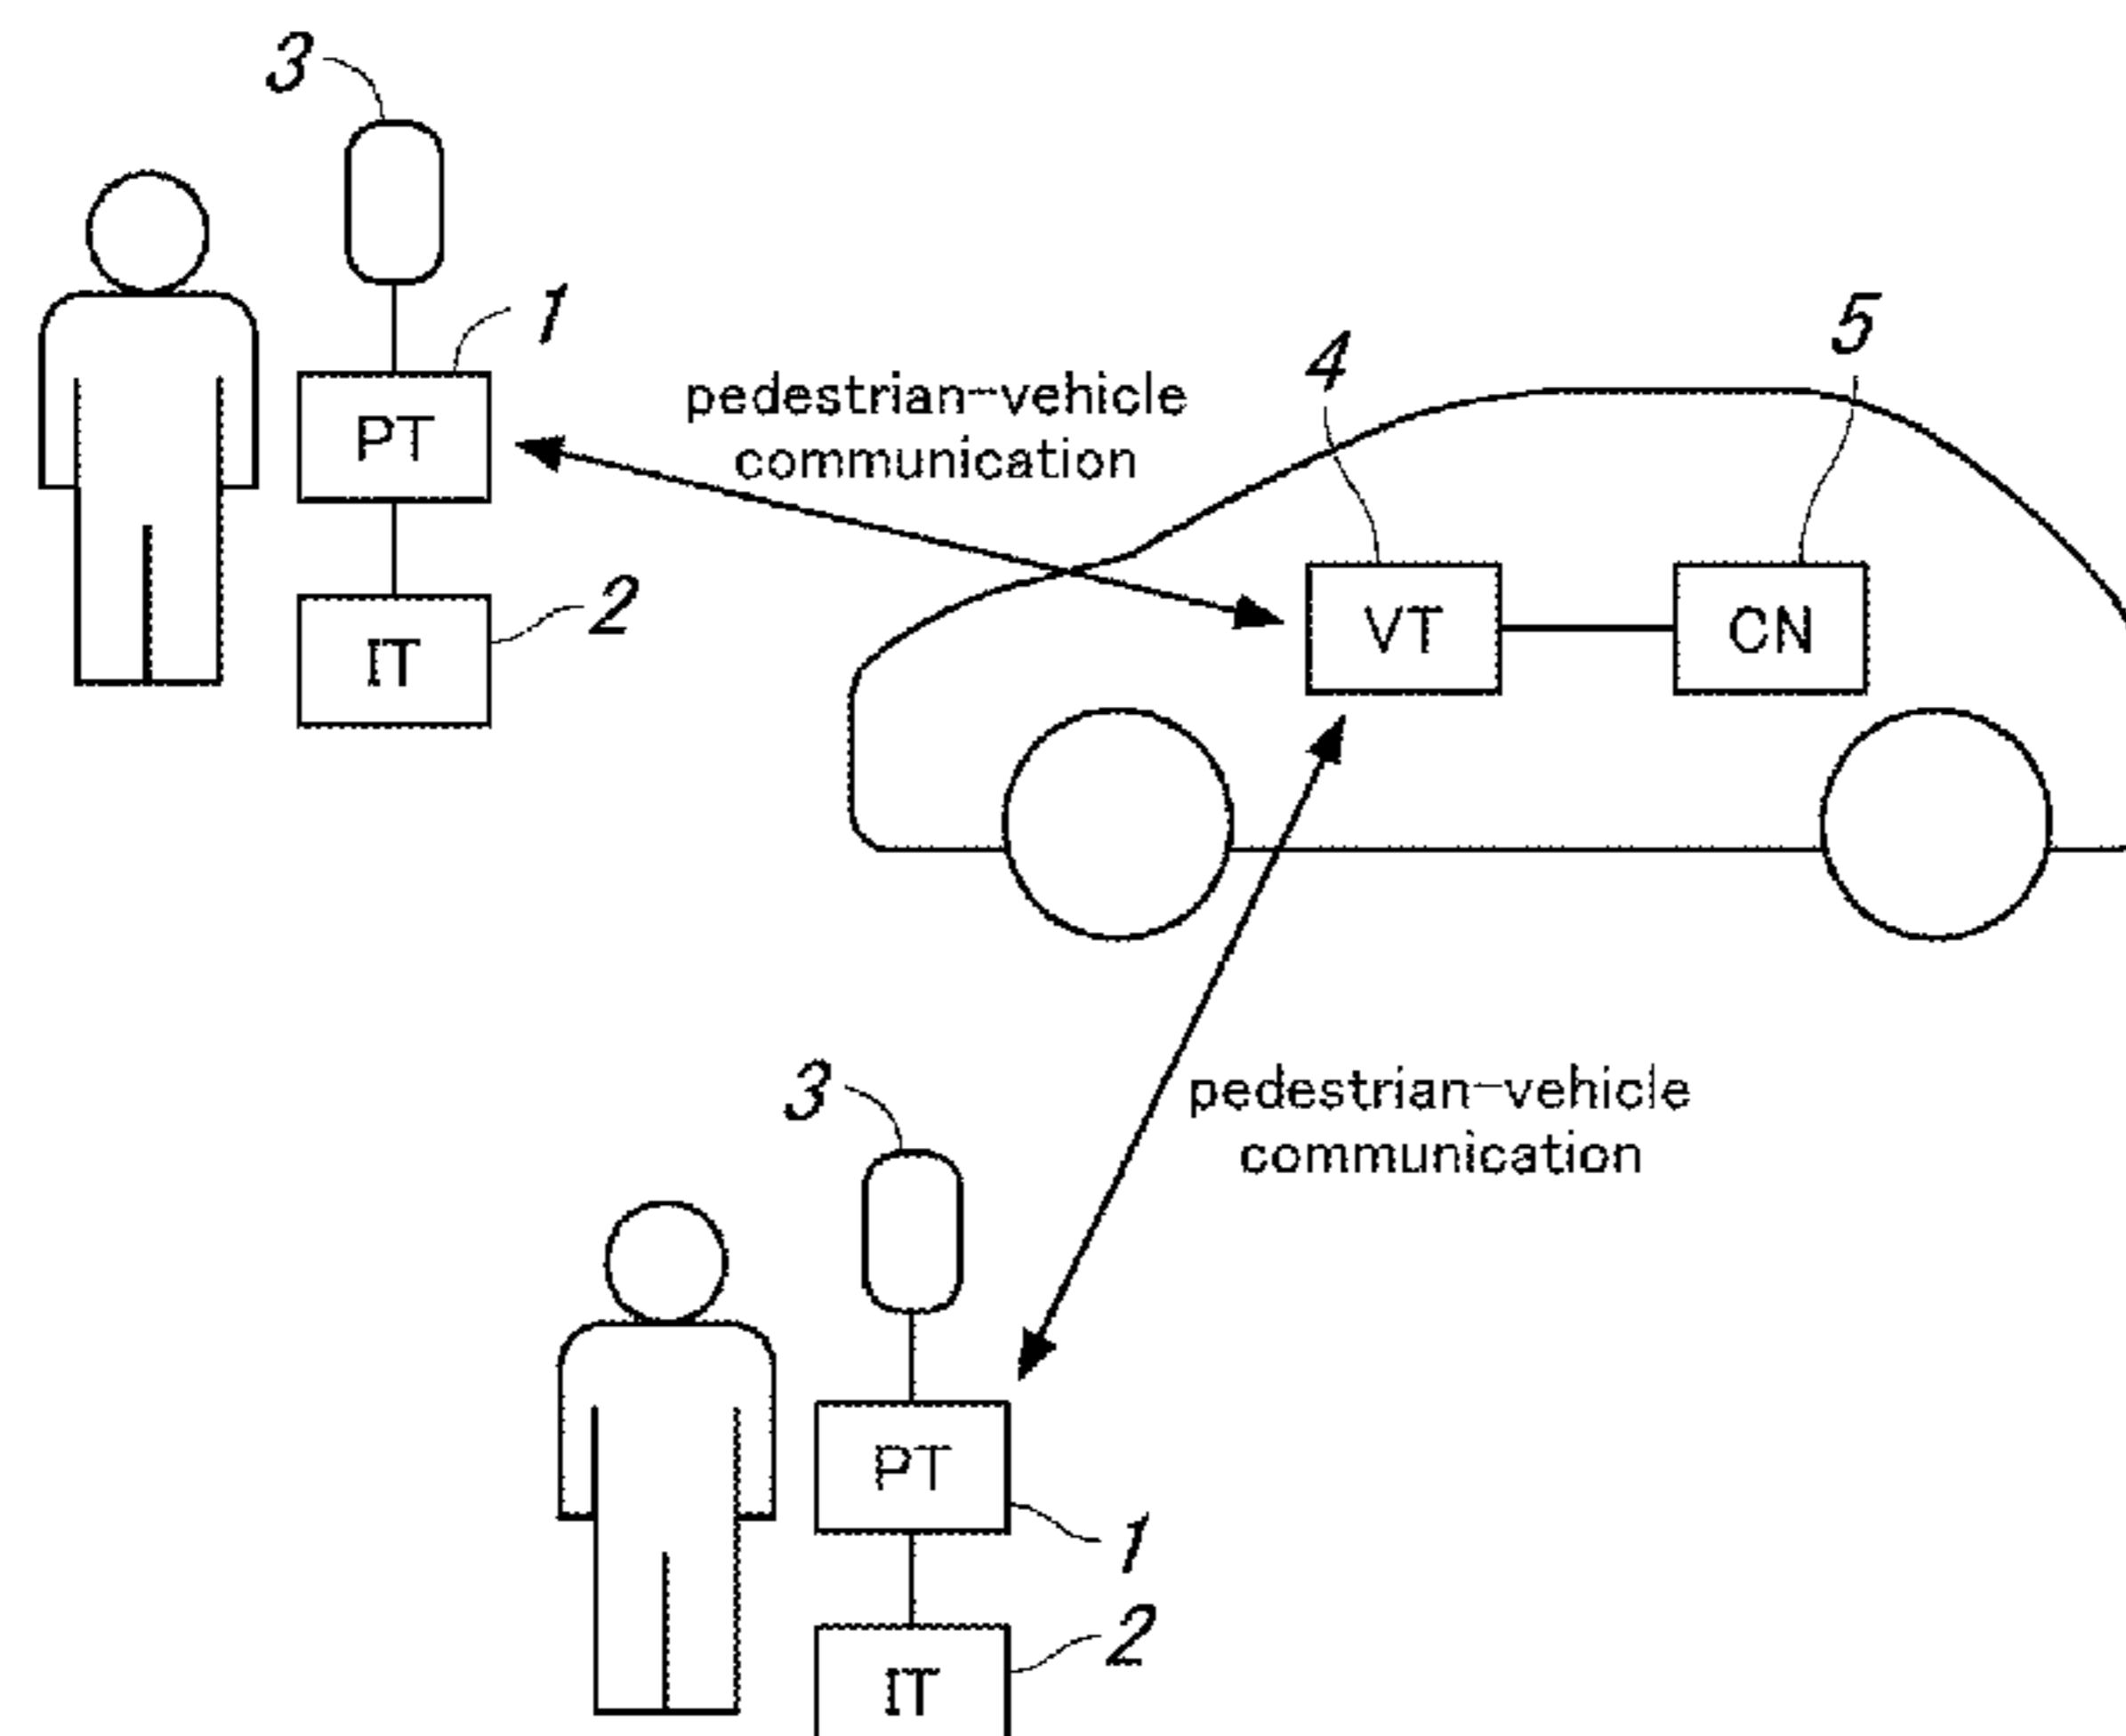 3
1
PT
pedestrian-vehicle
communication
4
5
2
IT
VT
CN
3
pedestrian-vehicle
communication
PT
1
2
IT